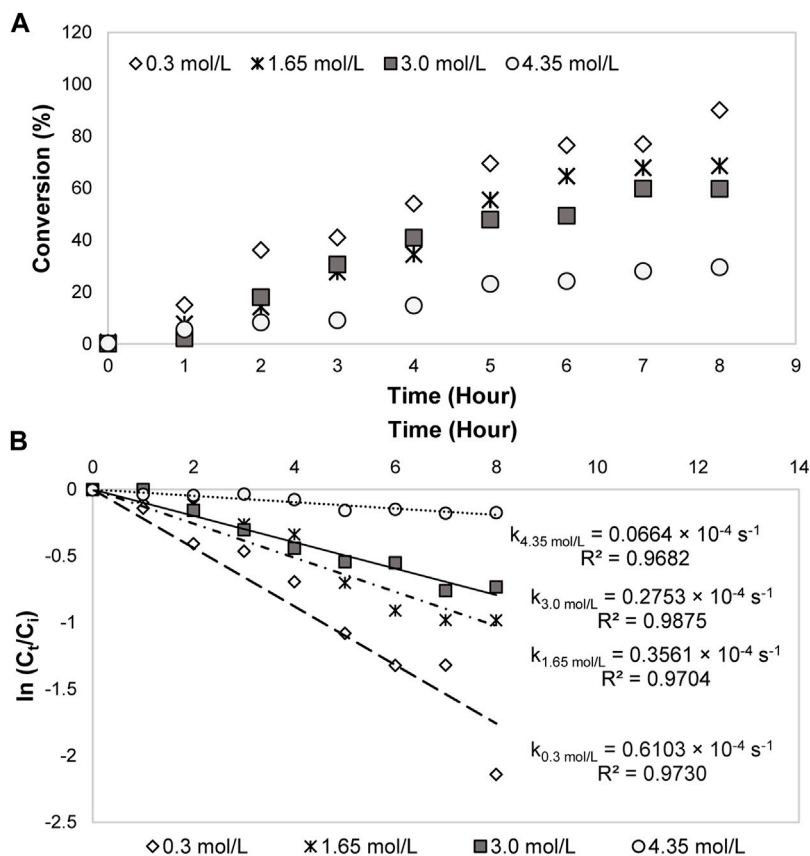 A
120
◇ 0.3 mol/L ✱ 1.65 mol/L ■ 3.0 mol/L ○ 4.35 mol/L
100
80
60
40
20
0
Conversion (%)
0 1 2 3 4 5 6 7 8 9
Time (Hour)
B
Time (Hour)
0 2 4 6 8 10 12 14
0
-0.5
-1
-1.5
-2
-2.5
ln (Cₜ/Cᵢ)
k4.35 mol/L = 0.0664 × 10⁻⁴ s⁻¹
R² = 0.9682
k3.0 mol/L = 0.2753 × 10⁻⁴ s⁻¹
R² = 0.9875
k1.65 mol/L = 0.3561 × 10⁻⁴ s⁻¹
R² = 0.9704
k0.3 mol/L = 0.6103 × 10⁻⁴ s⁻¹
R² = 0.9730
◇ 0.3 mol/L ✱ 1.65 mol/L ■ 3.0 mol/L ○ 4.35 mol/L